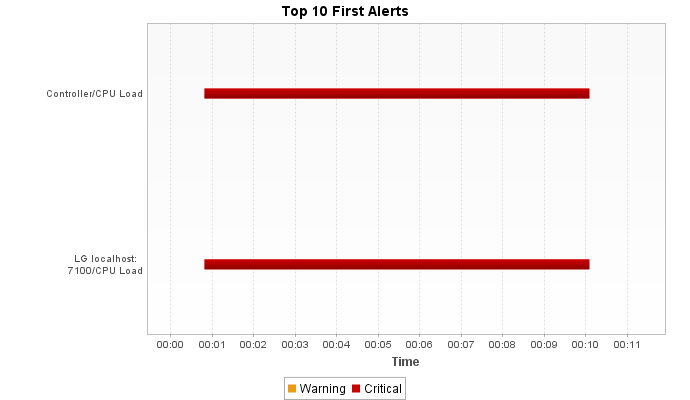 Top 10 First Alerts
Controller/CPU Load
LG localhost:
7100/CPU Load
00:00 00:01 00:02 00:03 00:04 00:05 00:06 00:07 00:08 00:09 00:10 00:11
Time
Warning Critical